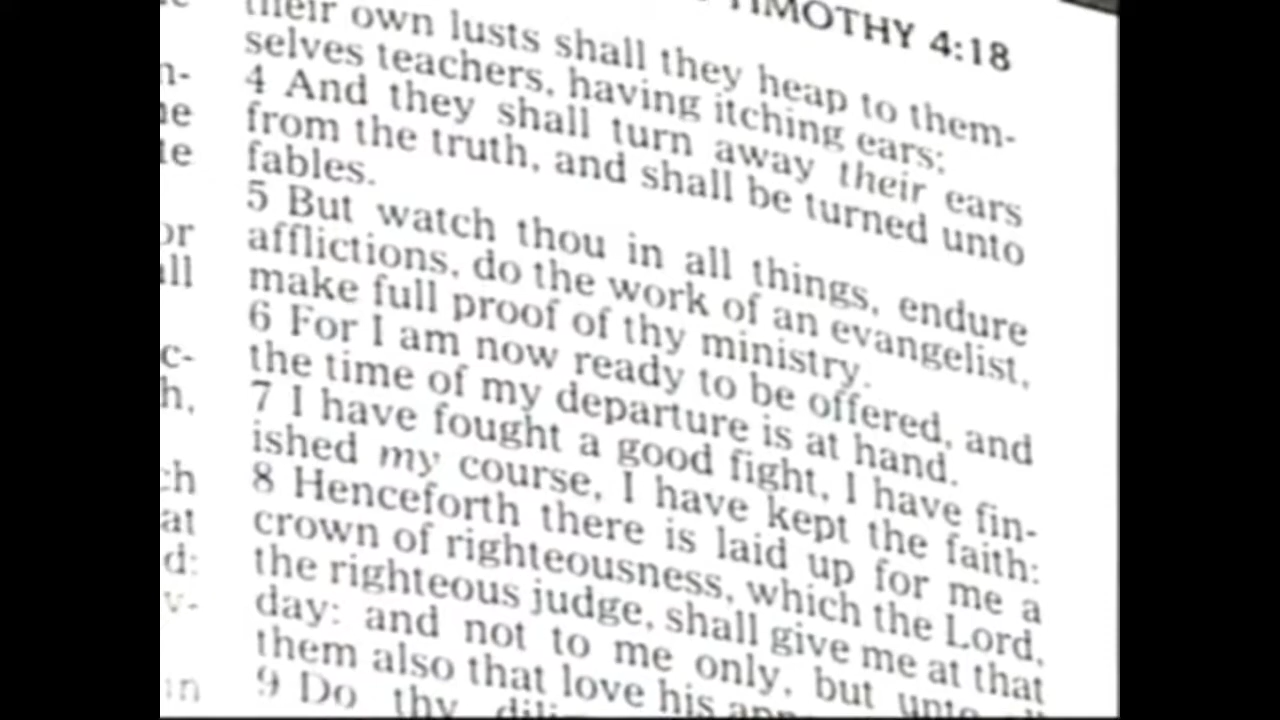 TIMOTHY 4:18
their own lusts shall they heap to them-
selves teachers, having itching ears;
4 And they shall turn away their ears
from the truth, and shall be turned unto
fables.
5 But watch thou in all things, endure
afflictions, do the work of an evangelist,
make full proof of thy ministry.
6 For I am now ready to be offered, and
the time of my departure is at hand.
7 I have fought a good fight, I have fin-
ished my course, I have kept the faith:
8 Henceforth there is laid up for me a
crown of righteousness, which the Lord,
the righteous judge, shall give me at that
day: and not to me only, but unto all
them also that love his
9 Do thy